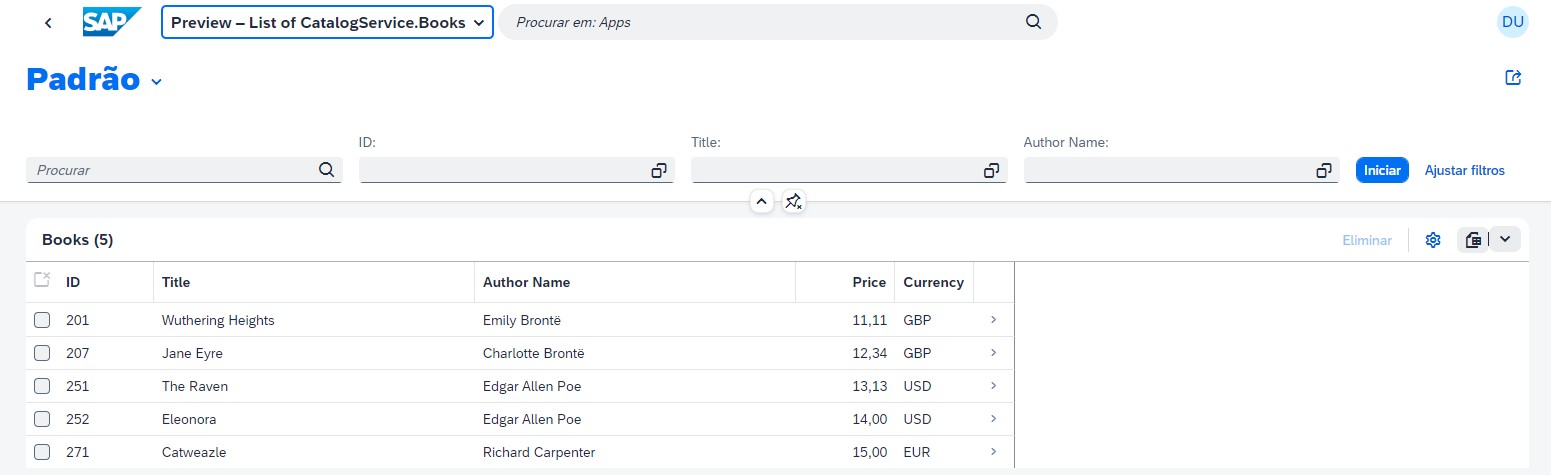 SAP Preview – List of CatalogService.Books Procurar em: Apps DU
Padrão
ID: Title: Author Name:
Procurar Iniciar Ajustar filtros
Books (5) Eliminar
ID Title Author Name Price Currency
201 Wuthering Heights Emily Brontë 11,11 GBP
207 Jane Eyre Charlotte Brontë 12,34 GBP
251 The Raven Edgar Allen Poe 13,13 USD
252 Eleonora Edgar Allen Poe 14,00 USD
271 Catweazle Richard Carpenter 15,00 EUR